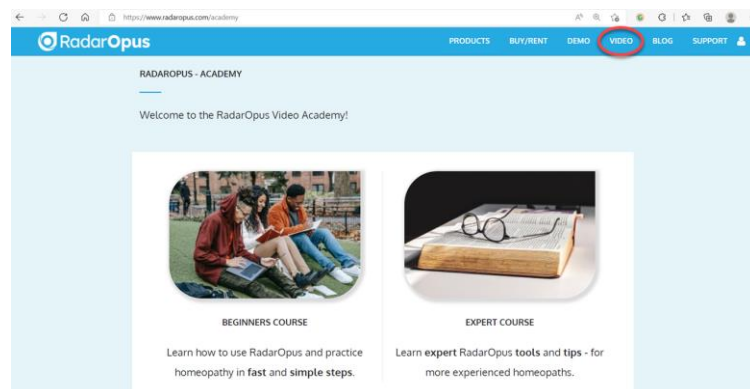 https://www.radaropus.com/academy
RadarOpus
PRODUCTS BUY/RENT DEMO VIDEO BLOG SUPPORT
RADAROPUS - ACADEMY
Welcome to the RadarOpus Video Academy!
BEGINNERS COURSE
Learn how to use RadarOpus and practice
homeopathy in fast and simple steps.
EXPERT COURSE
Learn expert RadarOpus tools and tips - for
more experienced homeopaths.